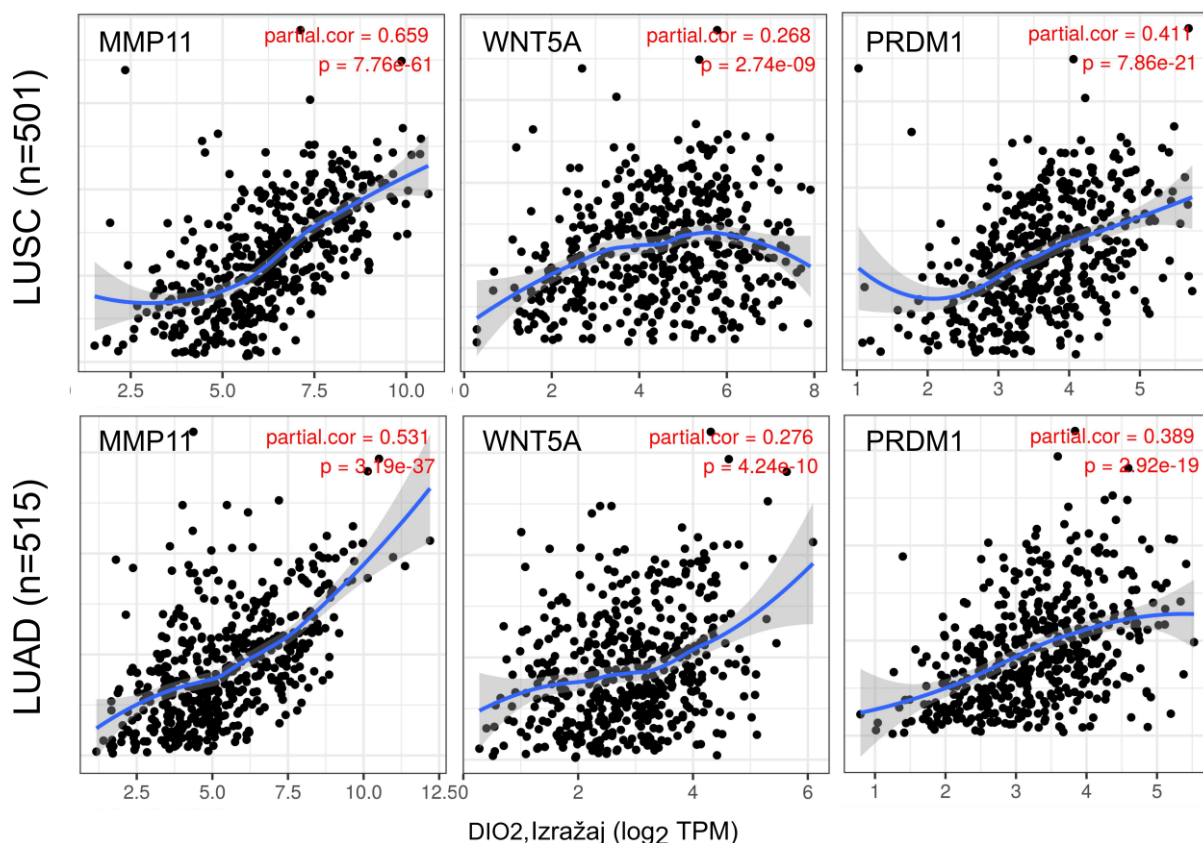 LUSC (n=501)
MMP11
partial.cor = 0.659
p = 7.76e-61
2.5 5.0 7.5 10.0
WNT5A
partial.cor = 0.268
p = 2.74e-09
0 2 4 6 8
PRDM1
partial.cor = 0.411
p = 7.86e-21
1 2 3 4 5
LUAD (n=515)
MMP11
partial.cor = 0.531
p = 3.19e-37
2.5 5.0 7.5 10.0 12.5
WNT5A
partial.cor = 0.276
p = 4.24e-10
0 2 4 6
PRDM1
partial.cor = 0.389
p = 2.92e-19
1 2 3 4 5
DIO2,Izražaj (log2 TPM)